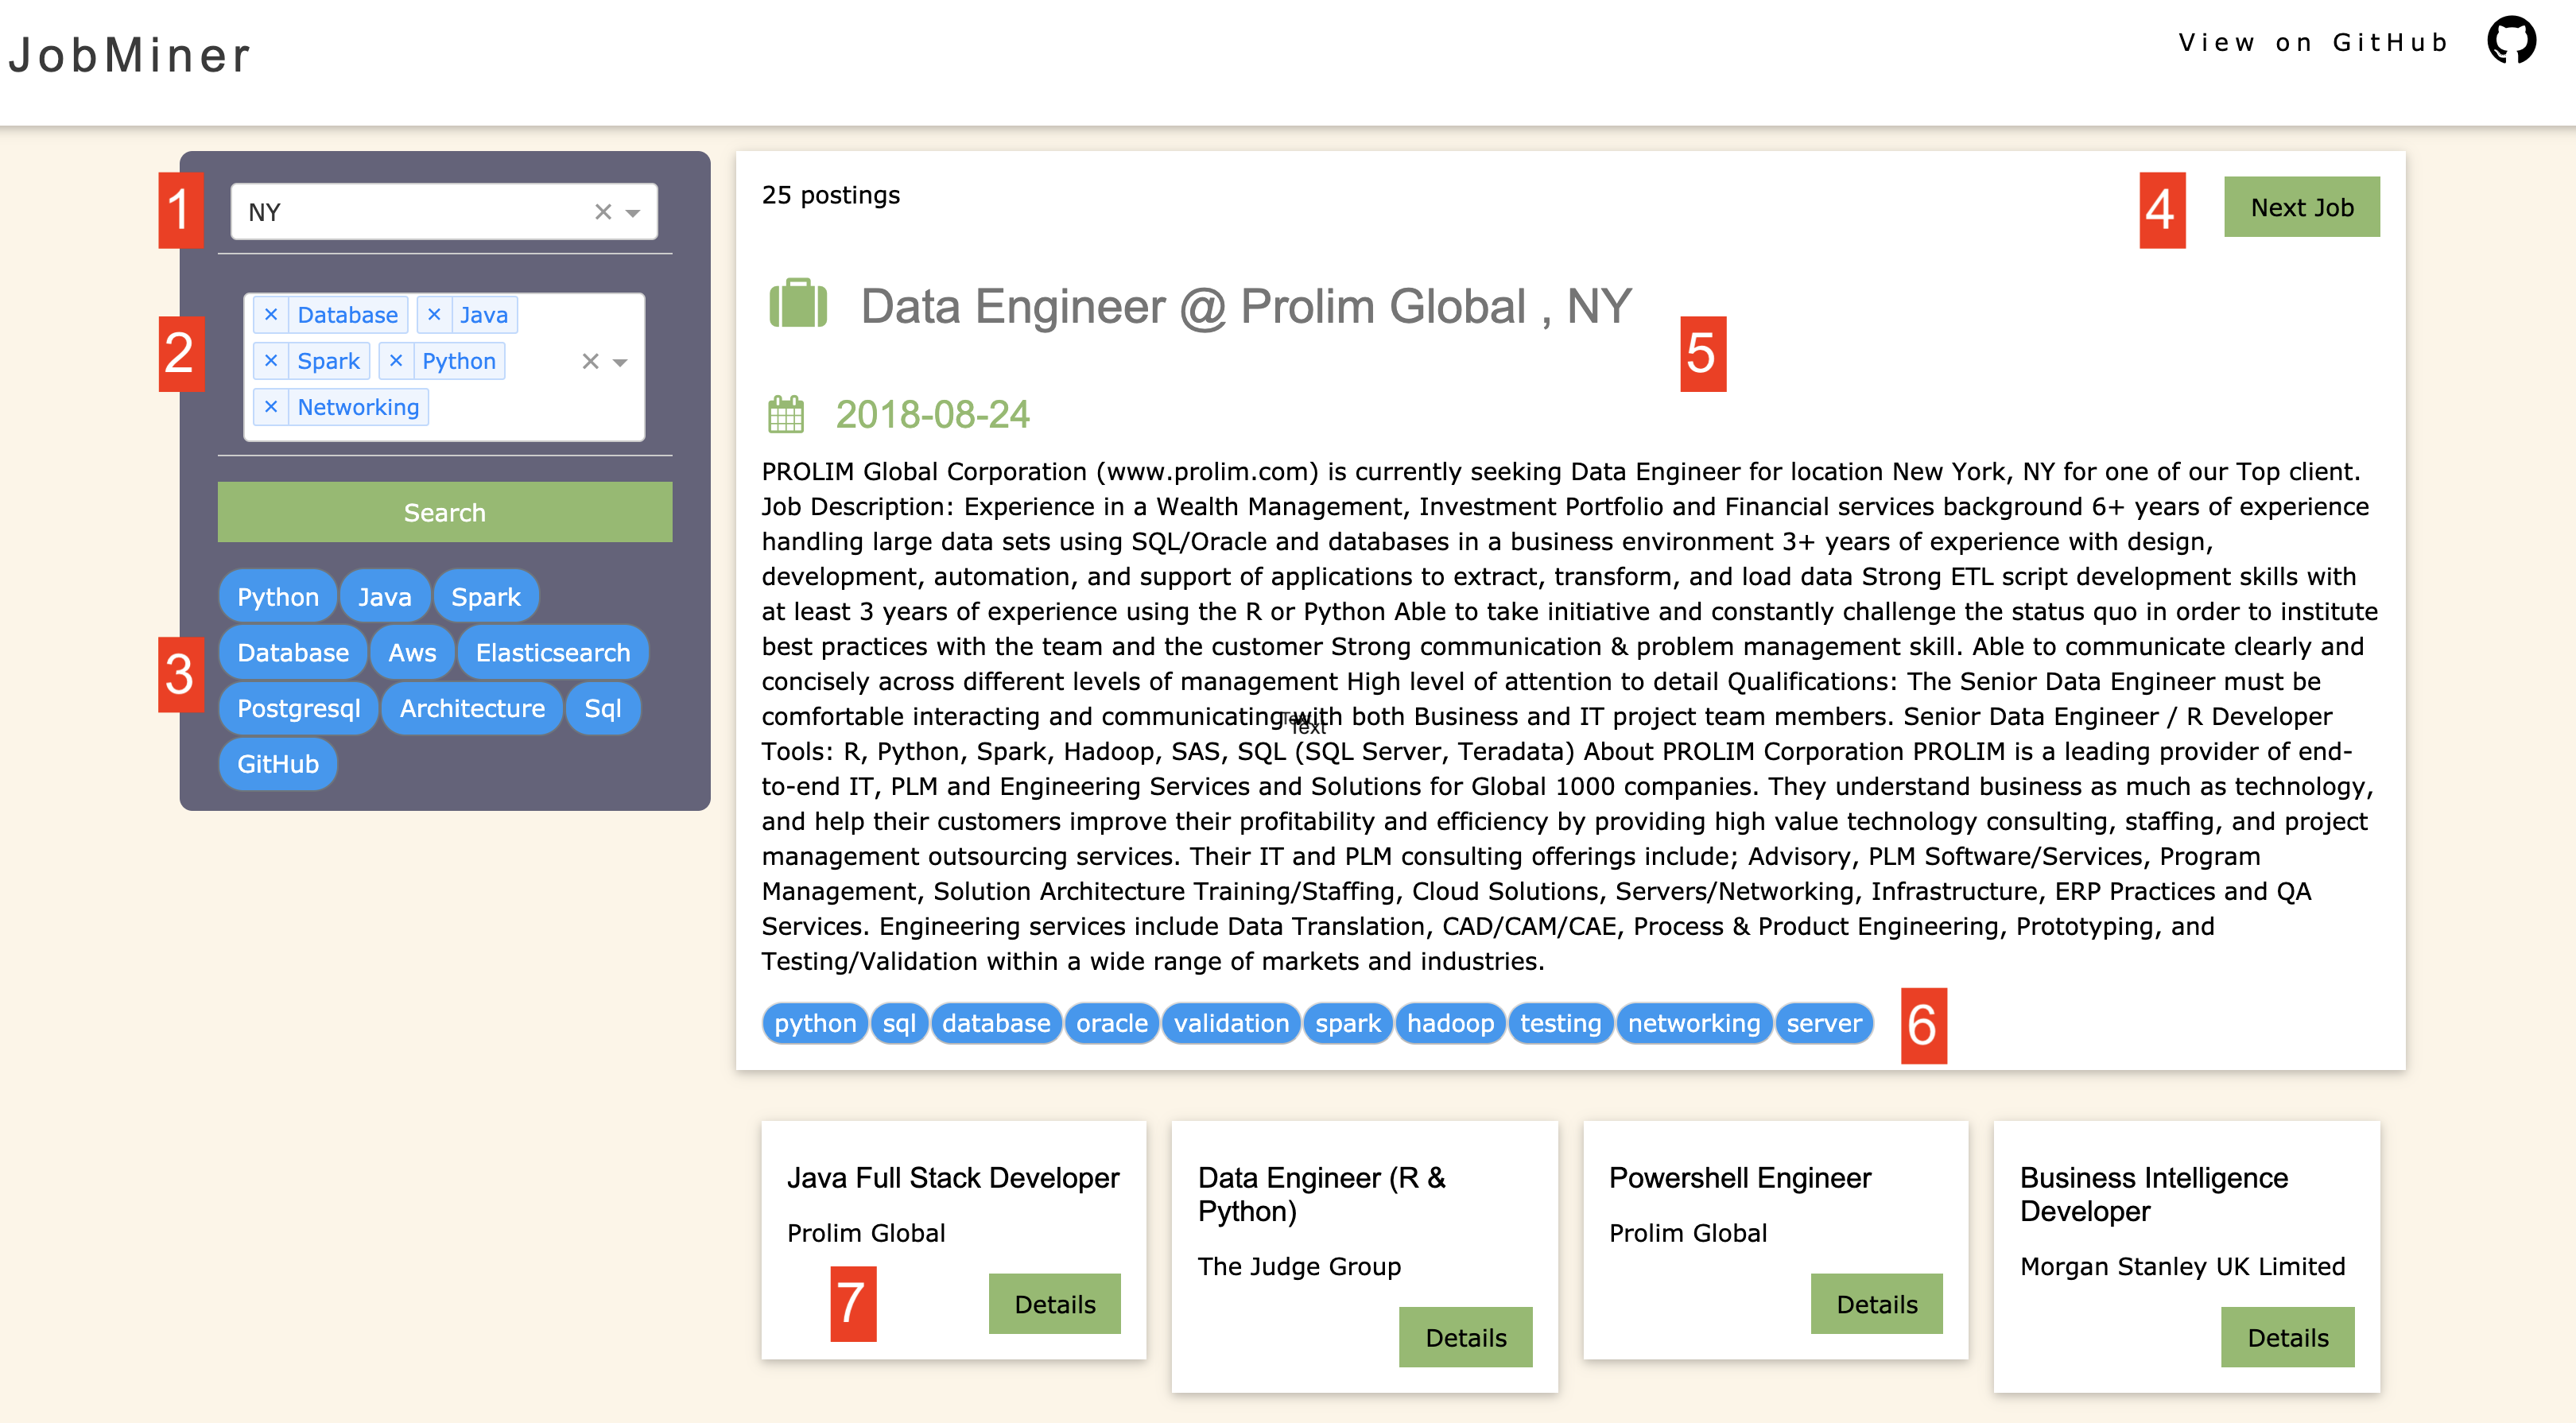 JobMiner
View on GitHub
1
NY
2
× Database × Java
× Spark × Python
× Networking
Search
3
Python Java Spark
Database Aws Elasticsearch
Postgresql Architecture Sql
GitHub
25 postings
4
Next Job
Data Engineer @ Prolim Global , NY
5
2018-08-24
PROLIM Global Corporation (www.prolim.com) is currently seeking Data Engineer for location New York, NY for one of our Top client.
Job Description: Experience in a Wealth Management, Investment Portfolio and Financial services background 6+ years of experience
handling large data sets using SQL/Oracle and databases in a business environment 3+ years of experience with design,
development, automation, and support of applications to extract, transform, and load data Strong ETL script development skills with
at least 3 years of experience using the R or Python Able to take initiative and constantly challenge the status quo in order to institute
best practices with the team and the customer Strong communication & problem management skill. Able to communicate clearly and
concisely across different levels of management High level of attention to detail Qualifications: The Senior Data Engineer must be
comfortable interacting and communicating with both Business and IT project team members. Senior Data Engineer / R Developer
Text
Tools: R, Python, Spark, Hadoop, SAS, SQL (SQL Server, Teradata) About PROLIM Corporation PROLIM is a leading provider of end-
to-end IT, PLM and Engineering Services and Solutions for Global 1000 companies. They understand business as much as technology,
and help their customers improve their profitability and efficiency by providing high value technology consulting, staffing, and project
management outsourcing services. Their IT and PLM consulting offerings include; Advisory, PLM Software/Services, Program
Management, Solution Architecture Training/Staffing, Cloud Solutions, Servers/Networking, Infrastructure, ERP Practices and QA
Services. Engineering services include Data Translation, CAD/CAM/CAE, Process & Product Engineering, Prototyping, and
Testing/Validation within a wide range of markets and industries.
python sql database oracle validation spark hadoop testing networking server
6
Java Full Stack Developer
Prolim Global
7
Details
Data Engineer (R &
Python)
The Judge Group
Details
Powershell Engineer
Prolim Global
Details
Business Intelligence
Developer
Morgan Stanley UK Limited
Details